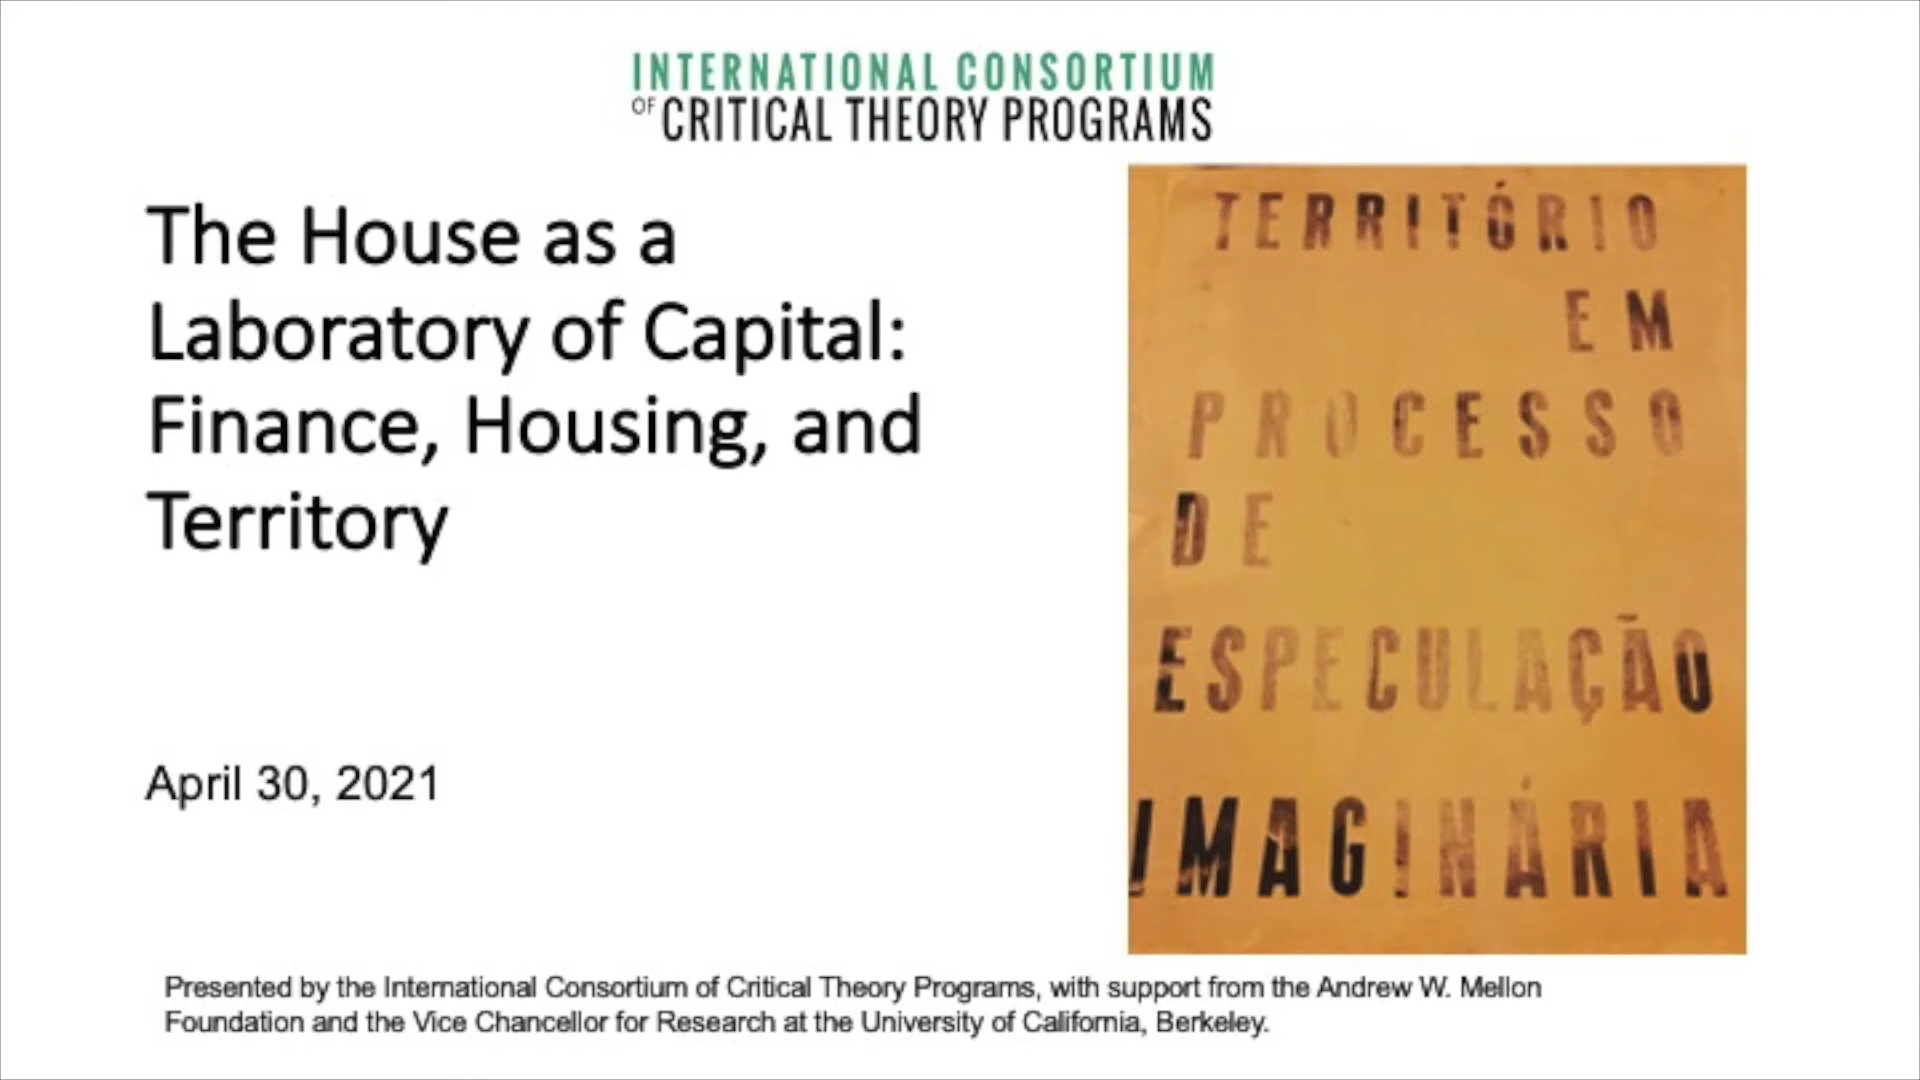 INTERNATIONAL CONSORTIUM
OF CRITICAL THEORY PROGRAMS
The House as a
Laboratory of Capital:
Finance, Housing, and
Territory
April 30, 2021
TERRITÓRIO
EM
PROCESSO
DE
ESPECULAÇÃO
IMAGINÁRIA
Presented by the International Consortium of Critical Theory Programs, with support from the Andrew W. Mellon
Foundation and the Vice Chancellor for Research at the University of California, Berkeley.